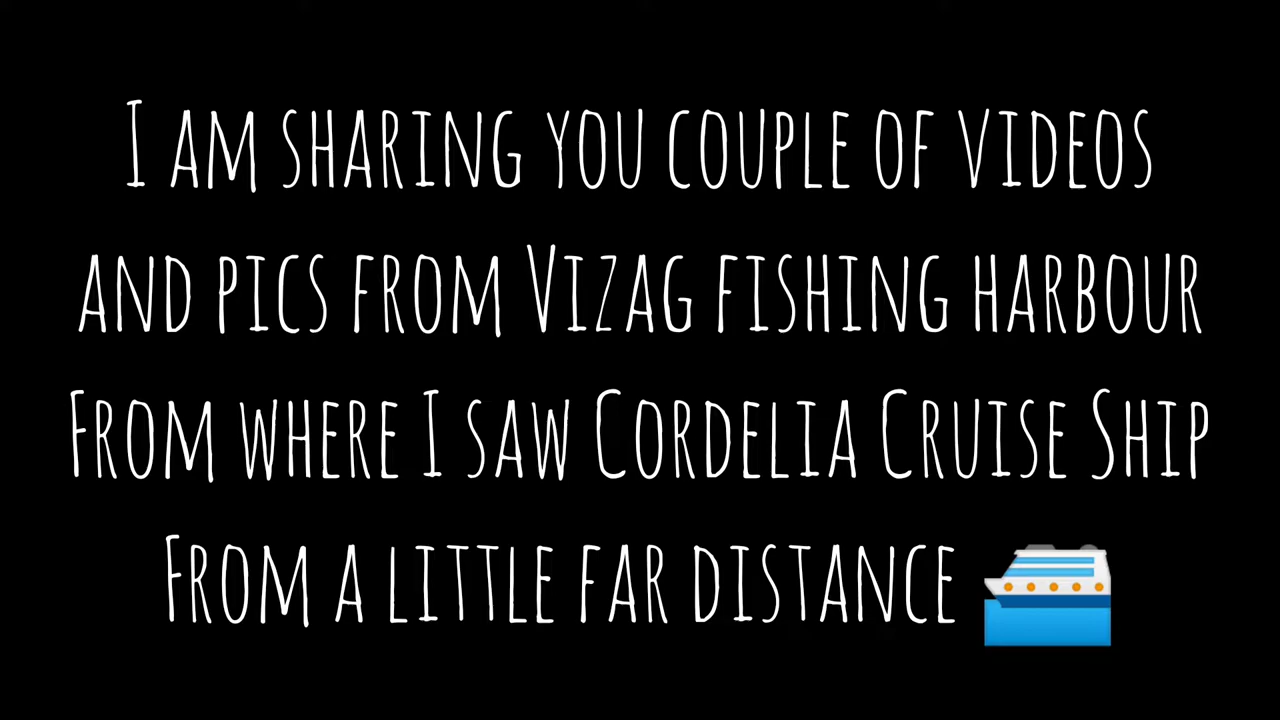 I am sharing you couple of videos
and pics from Vizag fishing harbour
From where I saw Cordelia Cruise Ship
From a little far distance 🛳️